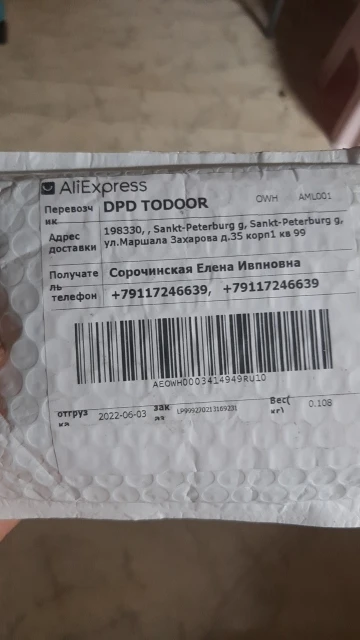 AliExpress
Перевозч
ик
DPD TODOOR
OWH
AML001
Адрес
доставки
198330, , Sankt-Peterburg g, Sankt-Peterburg g,
ул.Маршала Захарова д.35 корп1 кв 99
Получате
ль
Сорочинская Елена Ивпновна
телефон
+79117246639, +79117246639
AEOWH0003414949RU10
отгруз
ка
2022-06-03
зак
аз
LP999270213169231
Вес(
кг)
0.108